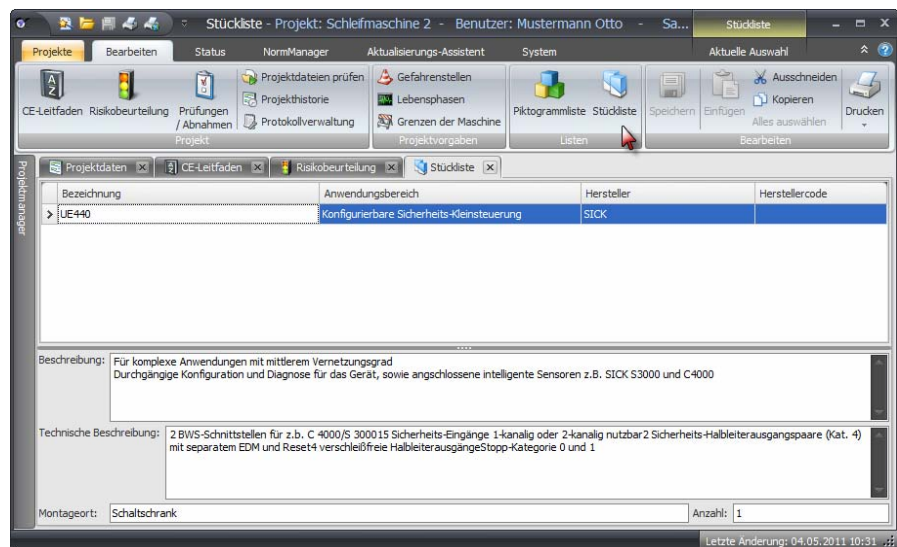 Stückliste - Projekt: Schleifmaschine 2 - Benutzer: Mustermann Otto - Sa... Stückliste
Projekte Bearbeiten Status NormManager Aktualisierungs-Assistent System Aktuelle Auswahl
CE-Leitfaden Risikobeurteilung Prüfungen / Abnahmen
Projektdateien prüfen
Projekthistorie
Protokollverwaltung
Projekt
Gefahrenstellen
Lebensphasen
Grenzen der Maschine
Projektvorgaben
Piktogrammliste Stückliste
Listen
Speichern Einfügen
Ausschneiden
Kopieren
Alles auswählen
Drucken
Bearbeiten
Projektmanager
Projektdaten CE-Leitfaden Risikobeurteilung Stückliste
Bezeichnung Anwendungsbereich Hersteller Herstellercode
UE440 Konfigurierbare Sicherheits-Kleinsteuerung SICK
Beschreibung: Für komplexe Anwendungen mit mittlerem Vernetzungsgrad
Durchgängige Konfiguration und Diagnose für das Gerät, sowie angschlossene intelligente Sensoren z.B. SICK S3000 und C4000
Technische Beschreibung: 2 BWS-Schnittstellen für z.b. C 4000/S 300015 Sicherheits-Eingänge 1-kanalig oder 2-kanalig nutzbar2 Sicherheits-Halbleiterausgangspaare (Kat. 4)
mit separatem EDM und Reset4 verschleißfreie HalbleiterausgängeStopp-Kategorie 0 und 1
Montageort: Schaltschrank Anzahl: 1
Letzte Änderung: 04.05.2011 10:31